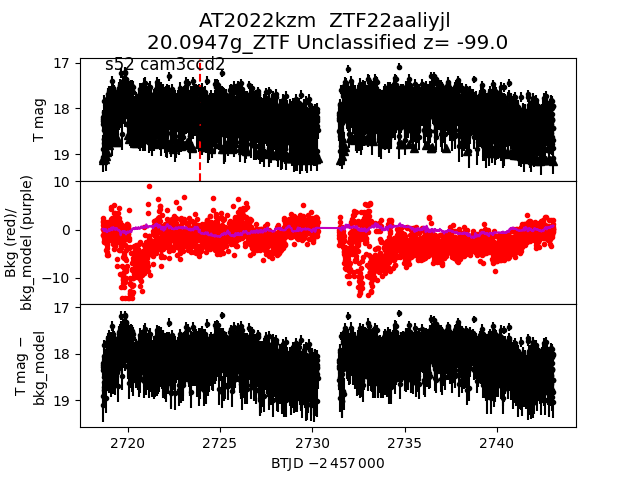 AT2022kzm  ZTF22aaliyjl
20.0947g_ZTF Unclassified z= -99.0
s52 cam3ccd2
17
18
19
T mag
10
0
−10
Bkg (red)/
bkg_model (purple)
17
18
19
T mag −
bkg_model
2720
2725
2730
2735
2740
BTJD −2 457 000